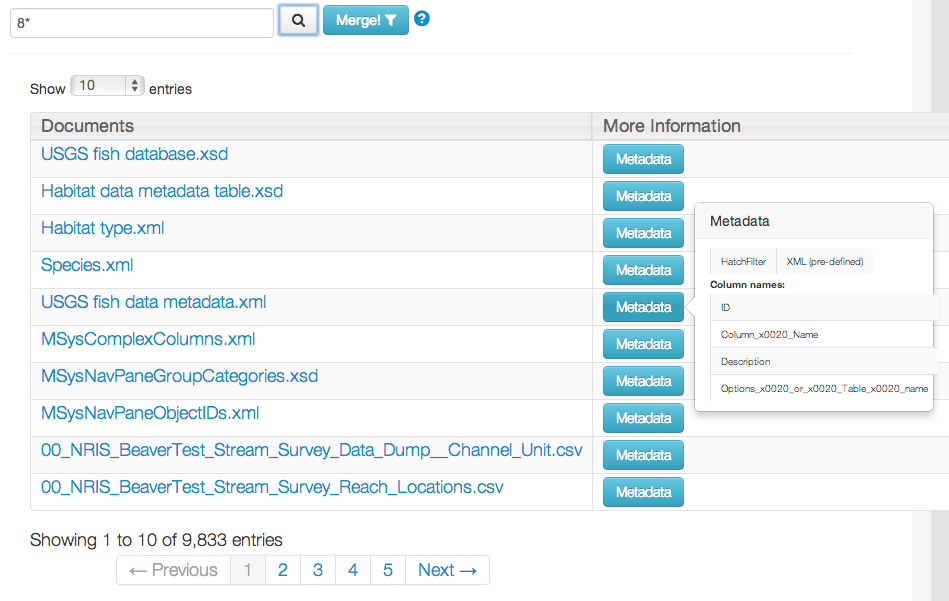 8*
Merge! ?
Show 10 entries
Documents More Information
USGS fish database.xsd Metadata
Habitat data metadata table.xsd Metadata
Habitat type.xml Metadata
Species.xml Metadata
USGS fish data metadata.xml Metadata
MSysComplexColumns.xml Metadata
MSysNavPaneGroupCategories.xsd Metadata
MSysNavPaneObjectIDs.xml Metadata
00_NRIS_BeaverTest_Stream_Survey_Data_Dump__Channel_Unit.csv Metadata
00_NRIS_BeaverTest_Stream_Survey_Reach_Locations.csv Metadata
Metadata
HatchFilter XML (pre-defined)
Column names:
ID
Column_x0020_Name
Description
Options_x0020_or_x0020_Table_x0020_name
Showing 1 to 10 of 9,833 entries
← Previous 1 2 3 4 5 Next →